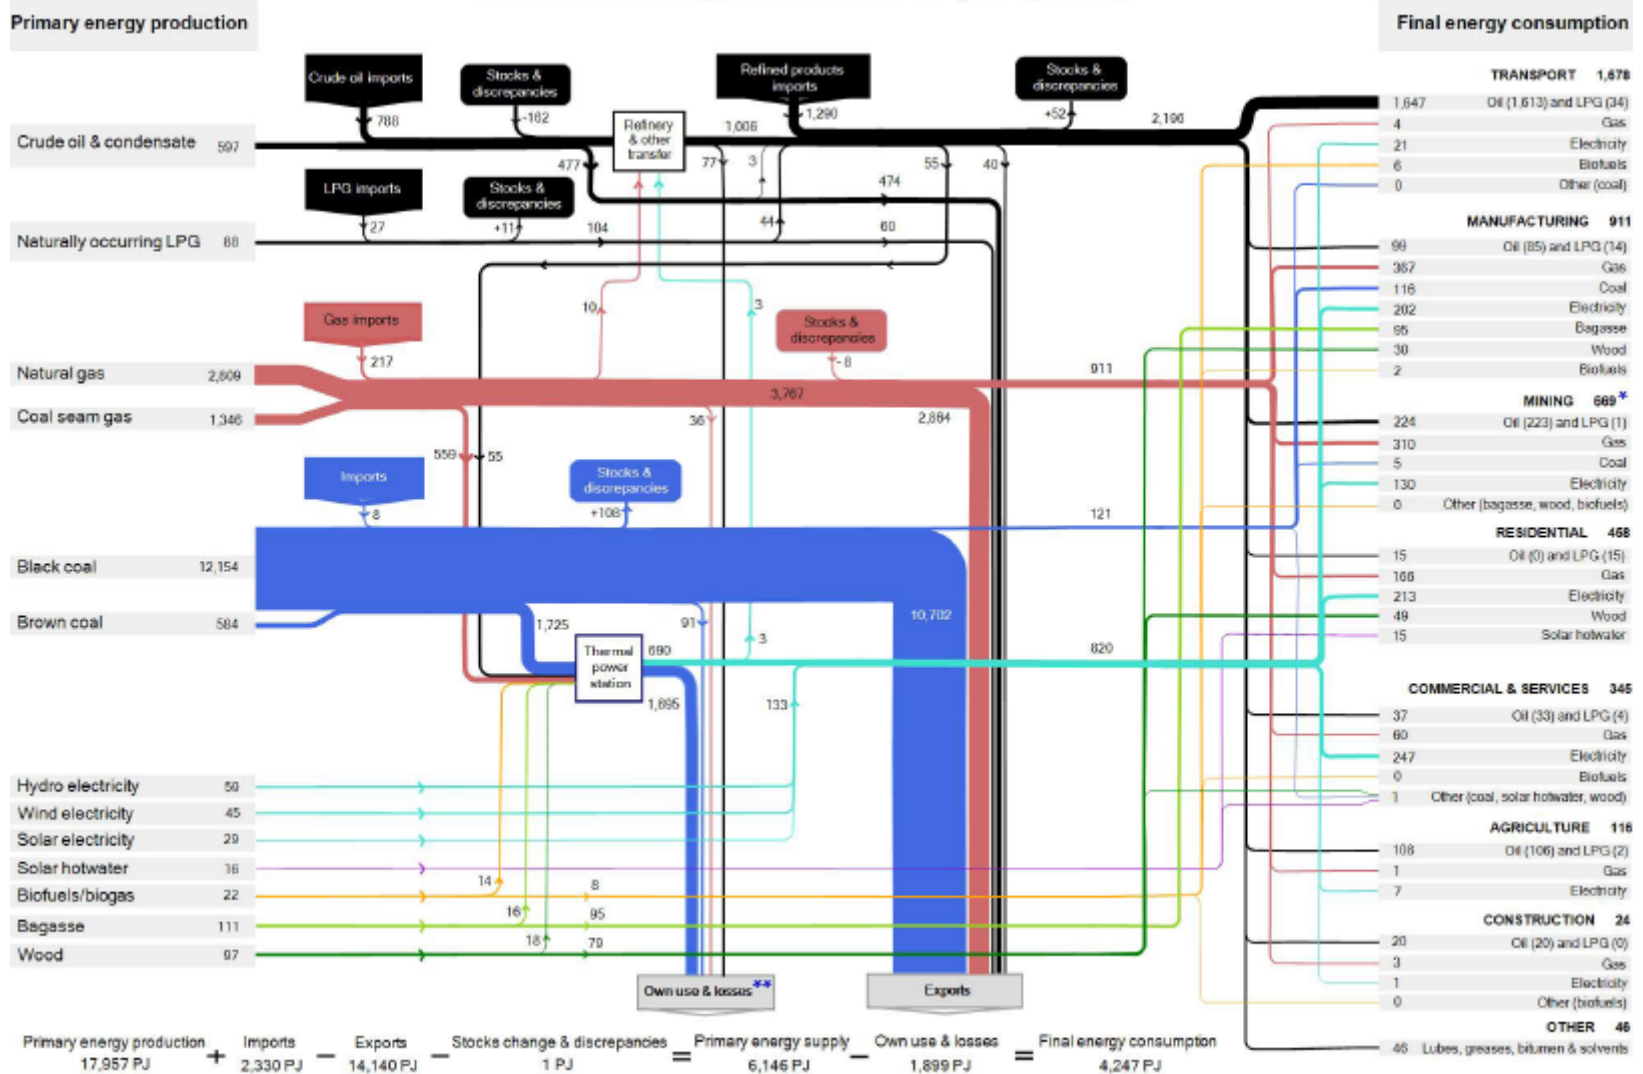 Primary energy production
Final energy consumption
Crude oil imports
788
Stocks &
discrepancies
-162
Refined products
imports
1,290
Stocks &
discrepancies
+52
2,196
Refinery
& other
transfer
1,006
77
3
55
40
Crude oil & condensate 597
477
474
LPG imports
27
Stocks &
discrepancies
+11
104
44
60
Naturally occurring LPG 88
10
3
Gas imports
217
Stocks &
discrepancies
-8
911
Natural gas 2,809
3,767
Coal seam gas 1,346
36
2,884
559
55
Imports
8
Stocks &
discrepancies
+108
121
Black coal 12,154
10,702
Brown coal 584
1,725
91
3
Thermal
power
station
690
820
1,695
133
Hydro electricity 59
Wind electricity 45
Solar electricity 29
Solar hotwater 16
Biofuels/biogas 22
14
8
Bagasse 111
16
95
Wood 97
18
79
Own use & losses**
Exports
TRANSPORT 1,678
1,647 Oil (1,613) and LPG (34)
4 Gas
21 Electricity
6 Biofuels
0 Other (coal)
MANUFACTURING 911
99 Oil (85) and LPG (14)
367 Gas
116 Coal
202 Electricity
95 Bagasse
30 Wood
2 Biofuels
MINING 669*
224 Oil (223) and LPG (1)
310 Gas
5 Coal
130 Electricity
0 Other (bagasse, wood, biofuels)
RESIDENTIAL 458
15 Oil (0) and LPG (15)
166 Gas
213 Electricity
49 Wood
15 Solar hotwater
COMMERCIAL & SERVICES 345
37 Oil (33) and LPG (4)
60 Gas
247 Electricity
0 Biofuels
1 Other (coal, solar hotwater, wood)
AGRICULTURE 116
108 Oil (106) and LPG (2)
1 Gas
7 Electricity
CONSTRUCTION 24
20 Oil (20) and LPG (0)
3 Gas
1 Electricity
0 Other (biofuels)
OTHER 46
46 Lubes, greases, bitumen & solvents
Primary energy production + Imports − Exports − Stocks change & discrepancies = Primary energy supply − Own use & losses = Final energy consumption
17,957 PJ 2,330 PJ 14,140 PJ 1 PJ 6,146 PJ 1,899 PJ 4,247 PJ